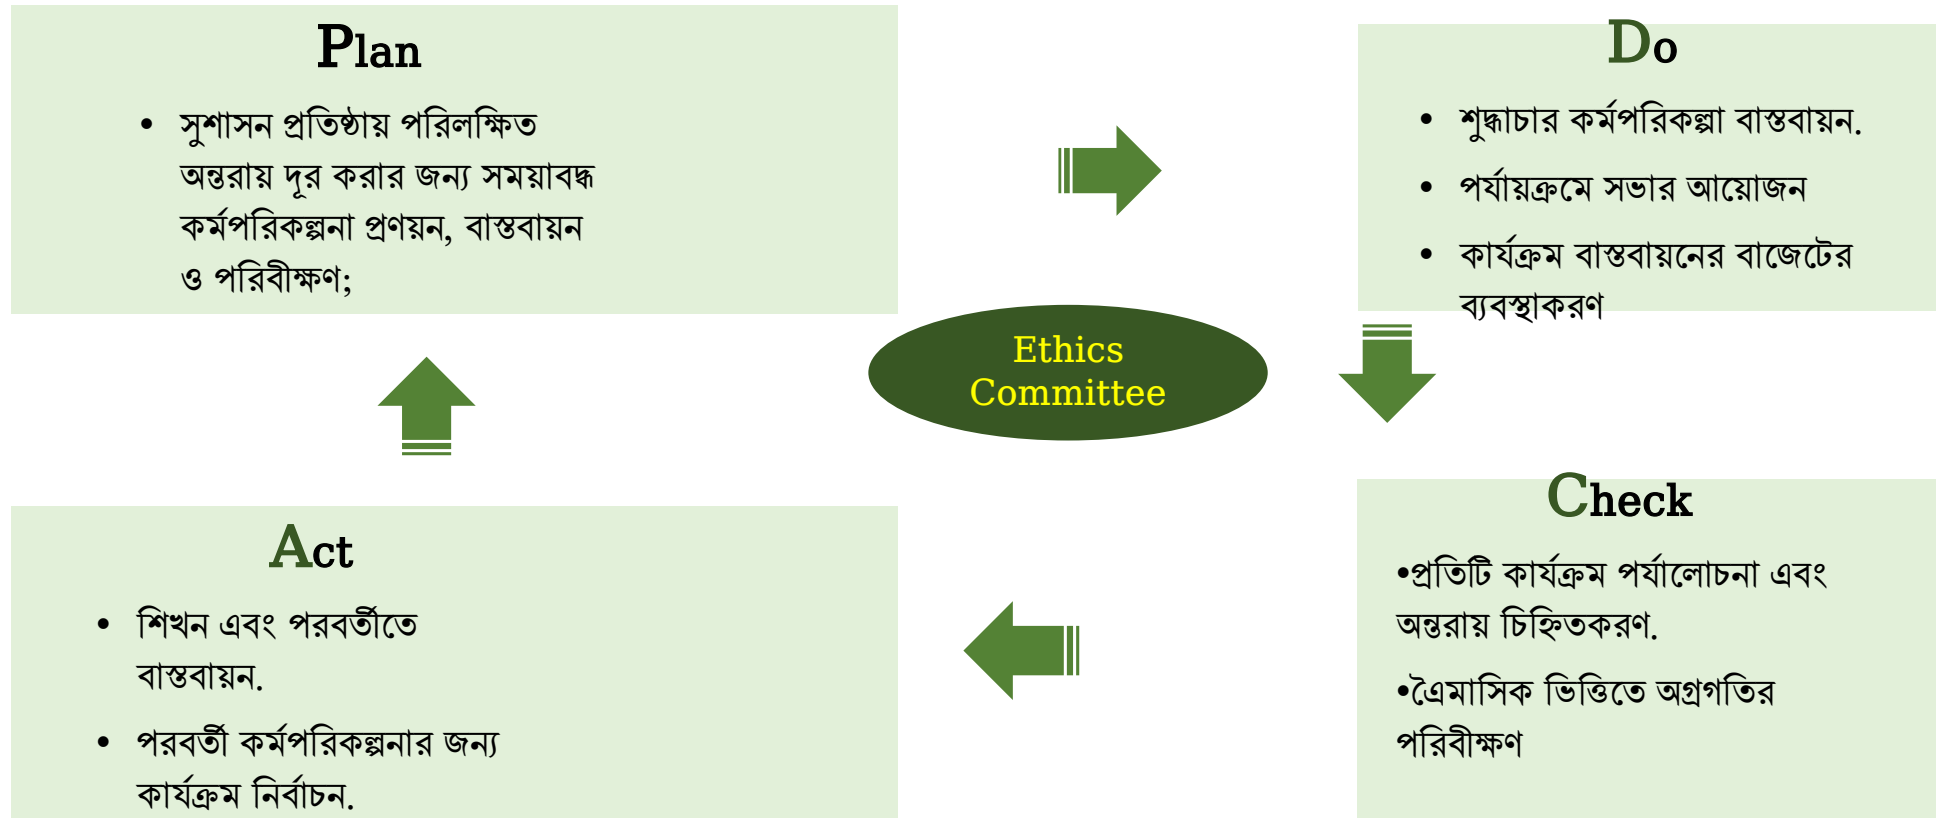 Plan
• সুশাসন প্রতিষ্ঠায় পরিলক্ষিত
অন্তরায় দূর করার জন্য সময়াবদ্ধ
কর্মপরিকল্পনা প্রণয়ন, বাস্তবায়ন
ও পরিবীক্ষণ;
Do
• শুদ্ধাচার কর্মপরিকল্পা বাস্তবায়ন.
• পর্যায়ক্রমে সভার আয়োজন
• কার্যক্রম বাস্তবায়নের বাজেটের
ব্যবস্থাকরণ
Ethics
Committee
Check
•প্রতিটি কার্যক্রম পর্যালোচনা এবং
অন্তরায় চিহ্নিতকরণ.
•ত্রৈমাসিক ভিত্তিতে অগ্রগতির
পরিবীক্ষণ
Act
• শিখন এবং পরবর্তীতে
বাস্তবায়ন.
• পরবর্তী কর্মপরিকল্পনার জন্য
কার্যক্রম নির্বাচন.